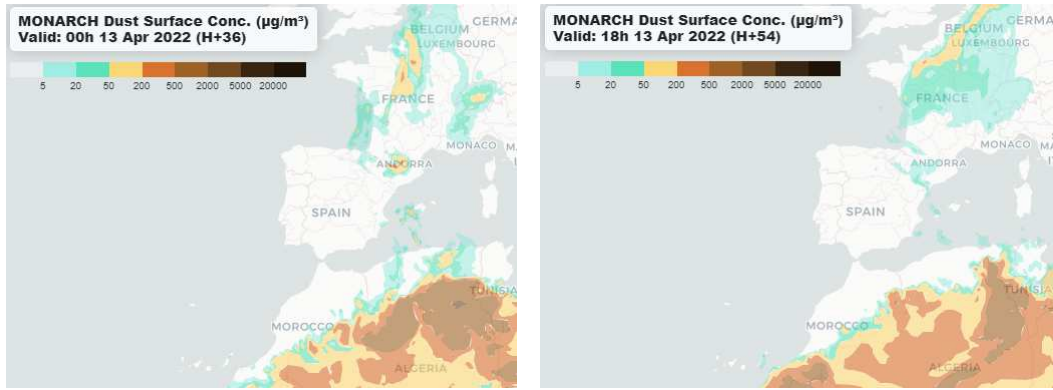 MONARCH Dust Surface Conc. (µg/m³)
Valid: 00h 13 Apr 2022 (H+36)
5 20 50 200 500 2000 5000 20000
BELGIUM
GERM
LUXEMBOURG
FRANCE
MONACO
MA
ANDORRA
SPAIN
TUNISIA
MOROCCO
ALGERIA
MONARCH Dust Surface Conc. (µg/m³)
Valid: 18h 13 Apr 2022 (H+54)
5 20 50 200 500 2000 5000 20000
BELGIUM
GERMA
LUXEMBOURG
FRANCE
MONACO
MA
ANDORRA
SPAIN
TUNISIA
MOROCCO
ALGERIA